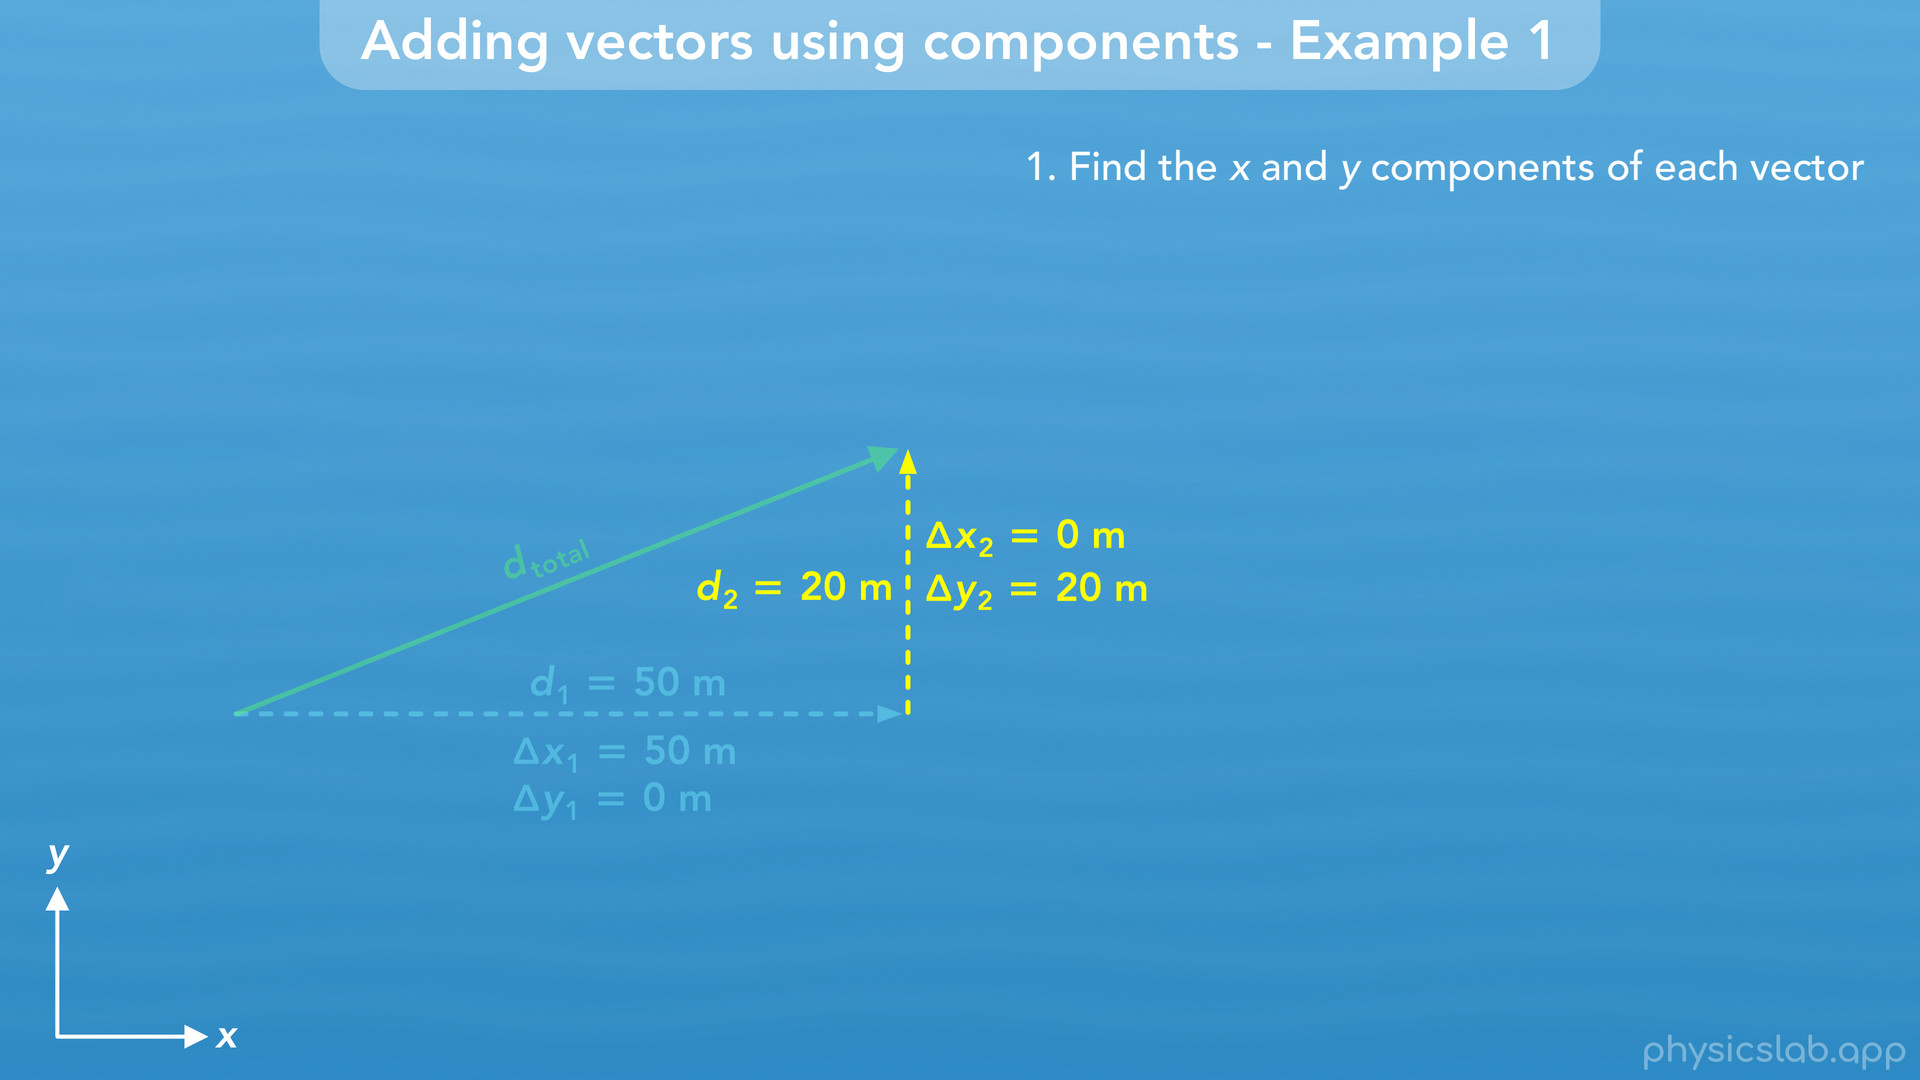 Adding vectors using components - Example 1
1. Find the x and y components of each vector
d_total
d₂ = 20 m
Δx₂ = 0 m
Δy₂ = 20 m
d₁ = 50 m
Δx₁ = 50 m
Δy₁ = 0 m
y
x
physicslab.app